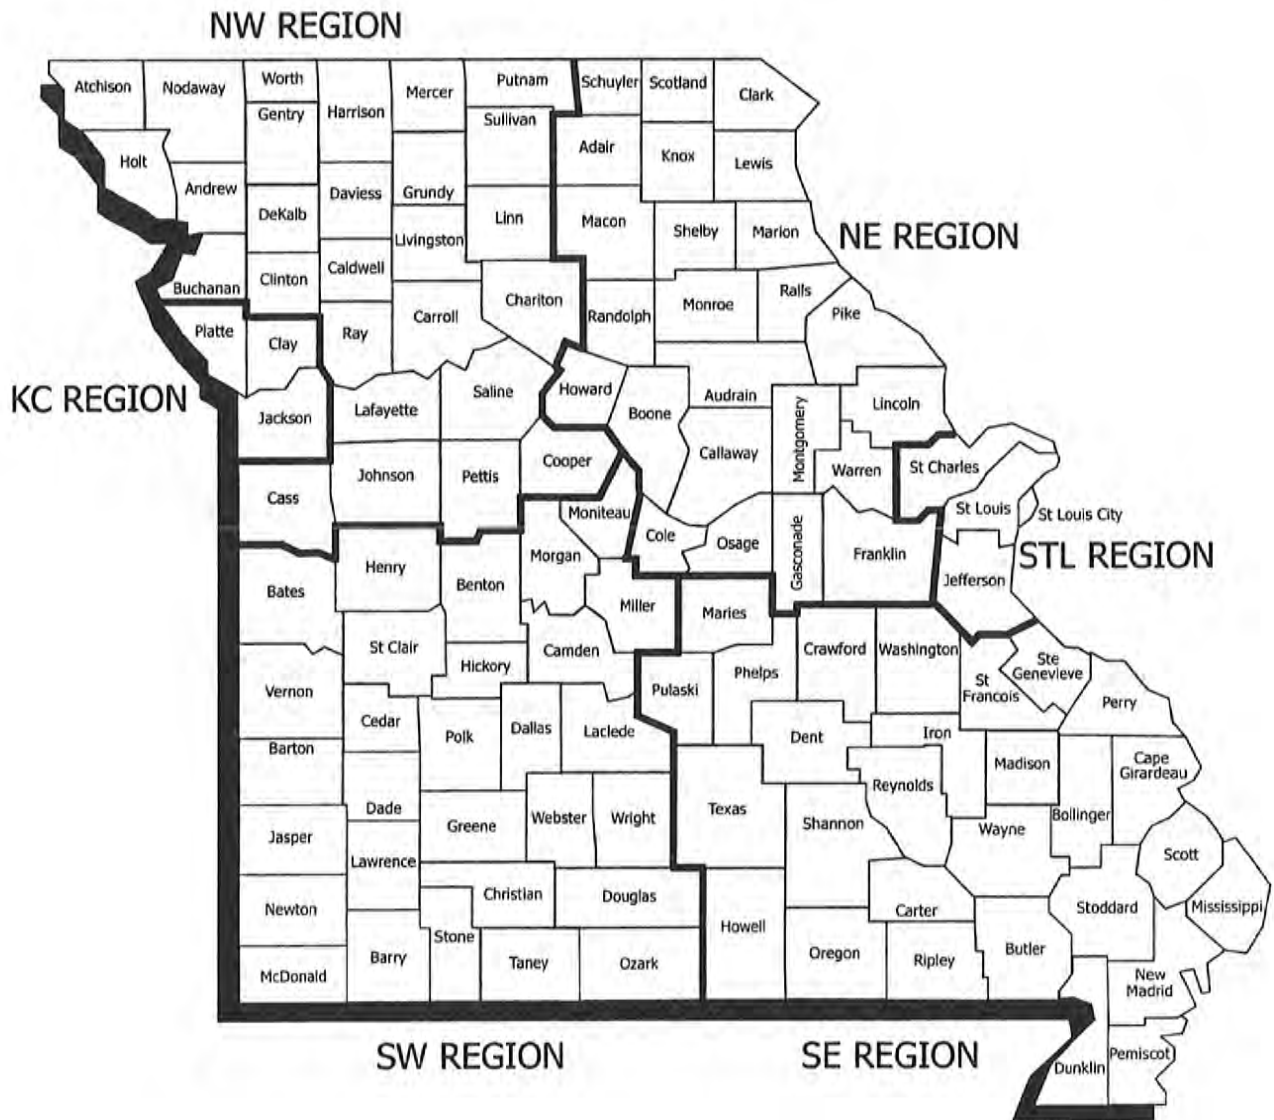 NW REGION
Atchison
Nodaway
Worth
Gentry
Harrison
Mercer
Putnam
Sullivan
Schuyler
Scotland
Clark
Adair
Knox
Lewis
Holt
Andrew
DeKalb
Daviess
Grundy
Linn
Macon
Shelby
Marion
NE REGION
Livingston
Caldwell
Clinton
Buchanan
Chariton
Carroll
Randolph
Monroe
Ralls
Pike
Platte
Clay
Ray
KC REGION
Jackson
Lafayette
Saline
Howard
Boone
Audrain
Montgomery
Lincoln
Callaway
Warren
St Charles
St Louis
St Louis City
Cass
Johnson
Pettis
Cooper
Moniteau
Cole
Osage
Gasconade
Franklin
STL REGION
Jefferson
Bates
Henry
Benton
Morgan
Miller
Maries
St Clair
Hickory
Camden
Pulaski
Phelps
Crawford
Washington
St
Francois
Ste
Genevieve
Perry
Vernon
Cedar
Polk
Dallas
Laclede
Dent
Iron
Madison
Cape
Girardeau
Barton
Dade
Greene
Webster
Wright
Texas
Shannon
Reynolds
Wayne
Bollinger
Scott
Mississippi
Jasper
Lawrence
Christian
Douglas
Howell
Carter
Stoddard
Newton
Barry
Stone
Taney
Ozark
Oregon
Ripley
Butler
New
Madrid
McDonald
Dunklin
Pemiscot
SW REGION
SE REGION